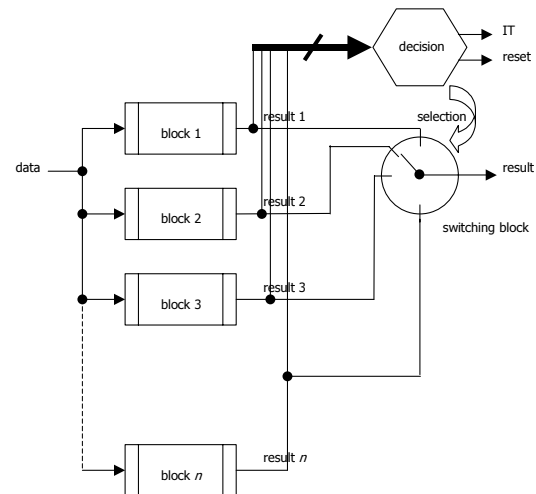 IT
decision
reset
result 1
selection
block 1
data
result
result 2
block 2
switching block
result 3
block 3
result n
block n